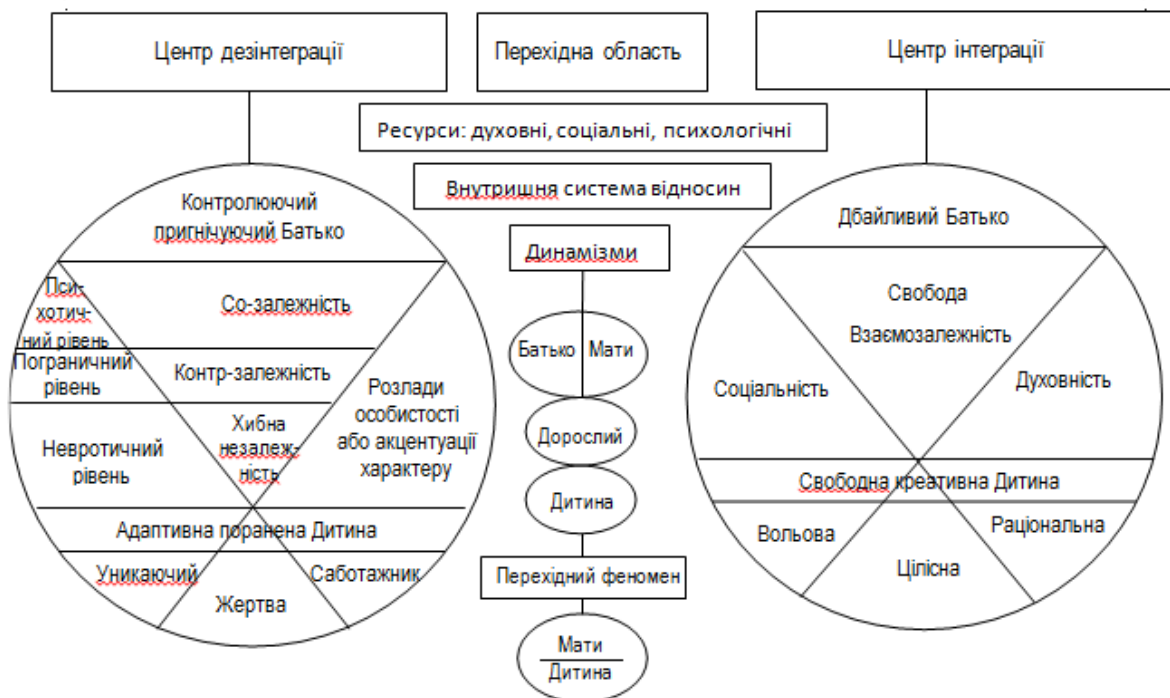 Центр дезінтеграції
Перехідна область
Центр інтеграції
Ресурси: духовні, соціальні, психологічні
Внутришня система відносин
Динамізми
Контролюючий
пригнічуючий Батько
Пси-
хотич-
ний рівень
Со-залежність
Пограничний
рівень
Контр-залежність
Невротичний
рівень
Хибна
незалеж-
ність
Розлади
особистості
або акцентуації
характеру
Адаптивна поранена Дитина
Уникаючий
Жертва
Саботажник
Батько
Мати
Дорослий
Дитина
Перехідний феномен
Мати
Дитина
Дбайливий Батько
Свобода
Взаємозалежність
Соціальність
Духовність
Свободна креативна Дитина
Вольова
Цілісна
Раціональна